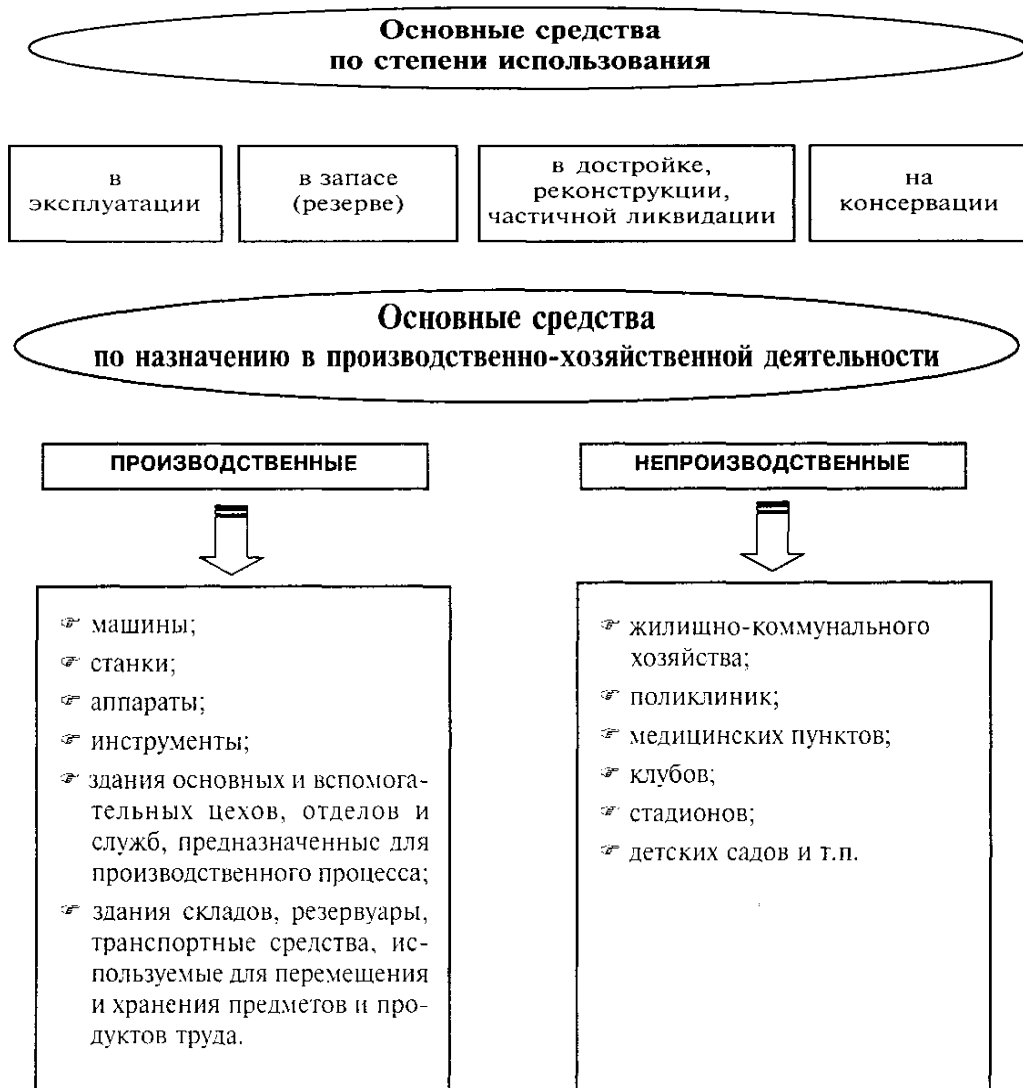 Основные средства
по степени использования
в
эксплуатации
в запасе
(резерве)
в достройке,
реконструкции,
частичной ликвидации
на
консервации
Основные средства
по назначению в производственно-хозяйственной деятельности
ПРОИЗВОДСТВЕННЫЕ
☞ машины;
☞ станки;
☞ аппараты;
☞ инструменты;
☞ здания основных и вспомога-
тельных цехов, отделов и
служб, предназначенные для
производственного процесса;
☞ здания складов, резервуары,
транспортные средства, ис-
пользуемые для перемещения
и хранения предметов и про-
дуктов труда.
НЕПРОИЗВОДСТВЕННЫЕ
☞ жилищно-коммунального
хозяйства;
☞ поликлиник;
☞ медицинских пунктов;
☞ клубов;
☞ стадионов;
☞ детских садов и т.п.